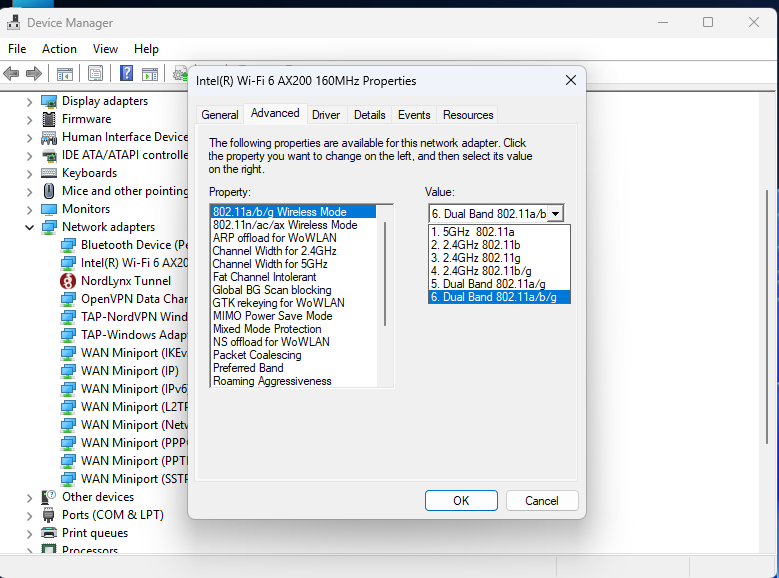 Device Manager
File Action View Help
Display adapters
Firmware
Human Interface Device
IDE ATA/ATAPI controlle
Keyboards
Mice and other pointing
Monitors
Network adapters
Bluetooth Device (Pe
Intel(R) Wi-Fi 6 AX20
NordLynx Tunnel
OpenVPN Data Chan
TAP-NordVPN Wind
TAP-Windows Adap
WAN Miniport (IKEv
WAN Miniport (IP)
WAN Miniport (IPv6
WAN Miniport (L2TP
WAN Miniport (Netw
WAN Miniport (PPPO
WAN Miniport (PPTP
WAN Miniport (SSTP
Other devices
Ports (COM & LPT)
Print queues
Processors
Intel(R) Wi-Fi 6 AX200 160MHz Properties
General Advanced Driver Details Events Resources
The following properties are available for this network adapter. Click
the property you want to change on the left, and then select its value
on the right.
Property:
802.11a/b/g Wireless Mode
802.11n/ac/ax Wireless Mode
ARP offload for WoWLAN
Channel Width for 2.4GHz
Channel Width for 5GHz
Fat Channel Intolerant
Global BG Scan blocking
GTK rekeying for WoWLAN
MIMO Power Save Mode
Mixed Mode Protection
NS offload for WoWLAN
Packet Coalescing
Preferred Band
Roaming Aggressiveness
Value:
6. Dual Band 802.11a/b
1. 5GHz 802.11a
2. 2.4GHz 802.11b
3. 2.4GHz 802.11g
4. 2.4GHz 802.11b/g
5. Dual Band 802.11a/g
6. Dual Band 802.11a/b/g
OK Cancel